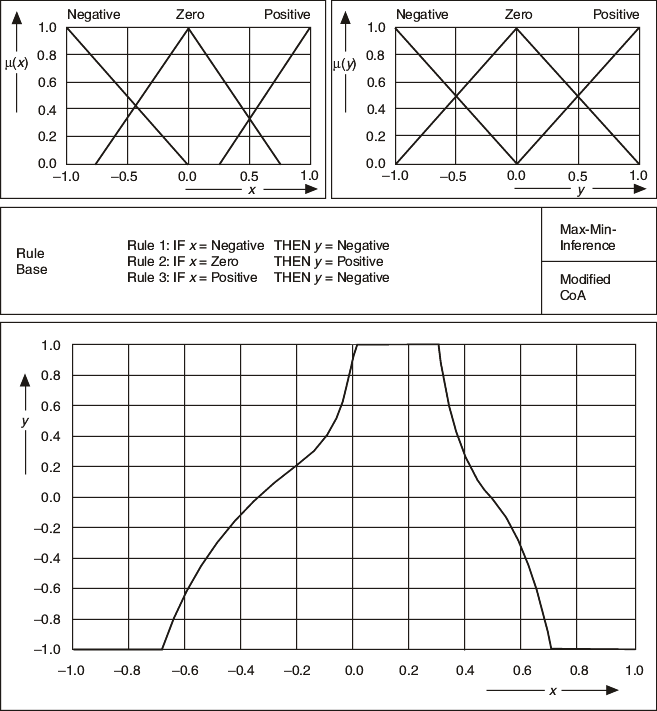 Negative Zero Positive
μ(x)
1.0
0.8
0.6
0.4
0.2
0.0
−1.0 −0.5 0.0 0.5 1.0
x
Negative Zero Positive
μ(y)
1.0
0.8
0.6
0.4
0.2
0.0
−1.0 −0.5 0.0 0.5 1.0
y
Rule
Base
Rule 1: IF x = Negative THEN y = Negative
Rule 2: IF x = Zero THEN y = Positive
Rule 3: IF x = Positive THEN y = Negative
Max-Min-
Inference
Modified
CoA
1.0
0.8
0.6
0.4
0.2
0.0
−0.2
−0.4
−0.6
−0.8
−1.0
y
−1.0 −0.8 −0.6 −0.4 −0.2 0.0 0.2 0.4 0.6 0.8 1.0
x